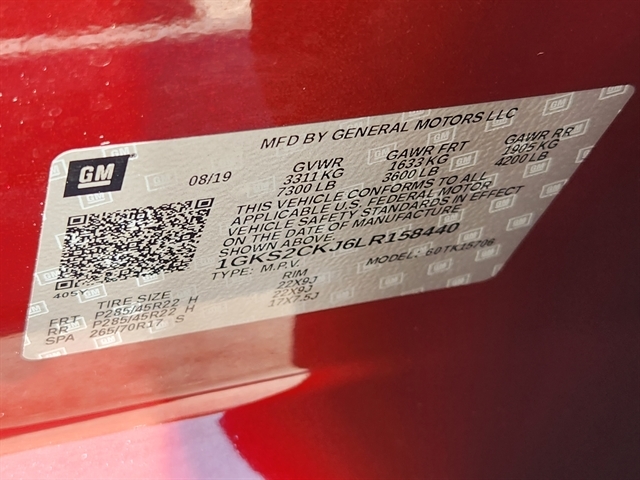 MFD BY GENERAL MOTORS LLC
GM
08/19
GVWR GAWR FRT GAWR RR
3311 KG 1633 KG 1905 KG
7300 LB 3600 LB 4200 LB
THIS VEHICLE CONFORMS TO ALL
APPLICABLE U.S. FEDERAL MOTOR
VEHICLE SAFETY STANDARDS IN EFFECT
ON THE DATE OF MANUFACTURE
SHOWN ABOVE.
1GKS2CKJ6LR158440
TYPE: M.P.V. MODEL: 6DTK15706
4051
TIRE SIZE RIM
FRT P285/45R22 H 22X9J
RR P285/45R22 H 22X9J
SPA 265/70R17 S 17X7.5J